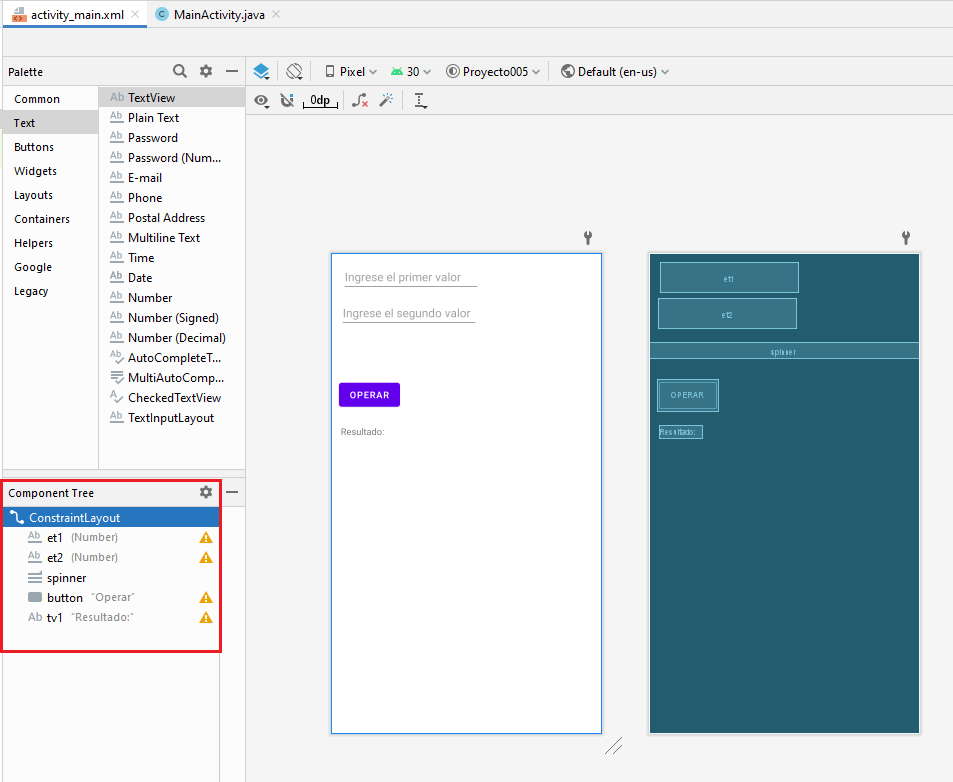 activity_main.xml
MainActivity.java
Palette
Pixel
30
Proyecto005
Default (en-us)
0dp
Common
Text
Buttons
Widgets
Layouts
Containers
Helpers
Google
Legacy
Ab TextView
Ab Plain Text
Ab Password
Ab Password (Num...
Ab E-mail
Ab Phone
Ab Postal Address
Ab Multiline Text
Ab Time
Ab Date
Ab Number
Ab Number (Signed)
Ab Number (Decimal)
Ab AutoCompleteT...
MultiAutoComp...
A CheckedTextView
Ab TextInputLayout
Component Tree
ConstraintLayout
Ab et1 (Number)
Ab et2 (Number)
spinner
button "Operar"
Ab tv1 "Resultado:"
Ingrese el primer valor
Ingrese el segundo valor
OPERAR
Resultado:
et1
et2
spinner
OPERAR
Resultado: